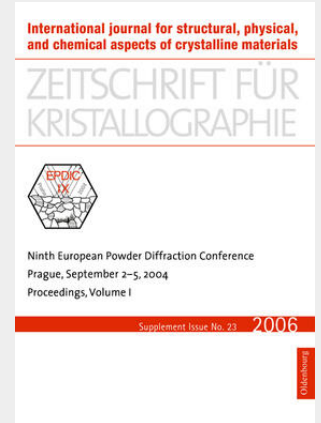 International journal for structural, physical,
and chemical aspects of crystalline materials
ZEITSCHRIFT FÜR
KRISTALLOGRAPHIE
EPDIC
IX
Ninth European Powder Diffraction Conference
Prague, September 2–5, 2004
Proceedings, Volume I
Supplement Issue No. 23 2006
Oldenbourg